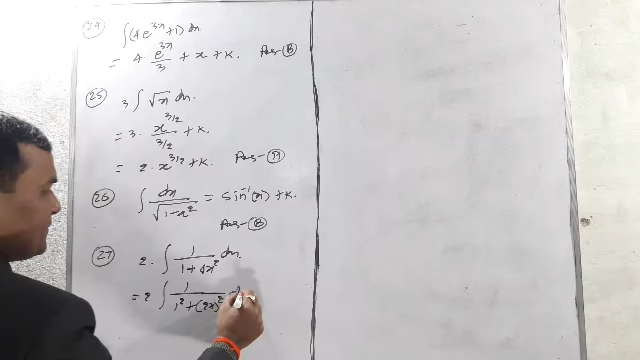 24 ∫(4e^{3x}+1) dx
= 4 e^{3x}/3 + x + k. Ans-(B)
25 3 ∫ √x dx.
= 3. x^{3/2}/(3/2) + k.
= 2. x^{3/2} + k. Ans-(A)
26 ∫ dx/√(1-x²) = sin⁻¹(x) + k.
Ans-(B)
27 2. ∫ 1/(1+4x²) dx.
= 2 ∫ 1/(1²+(2x)²)